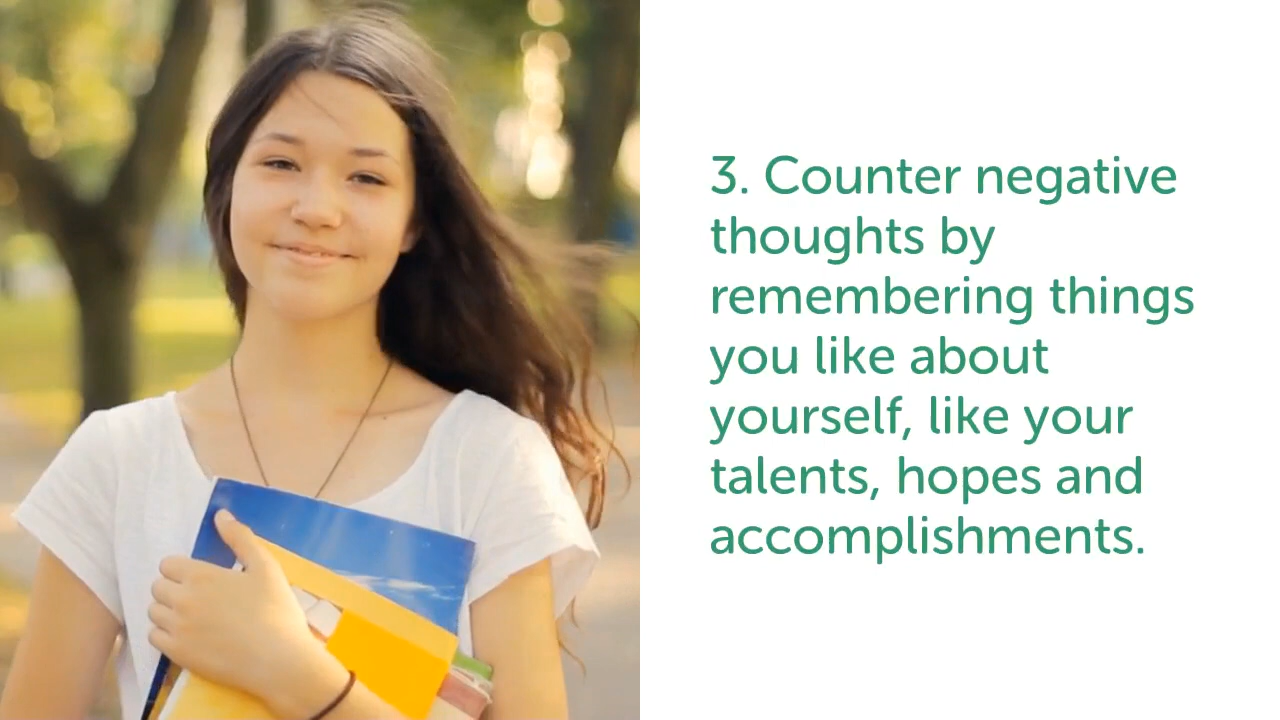 3. Counter negative
thoughts by
remembering things
you like about
yourself, like your
talents, hopes and
accomplishments.